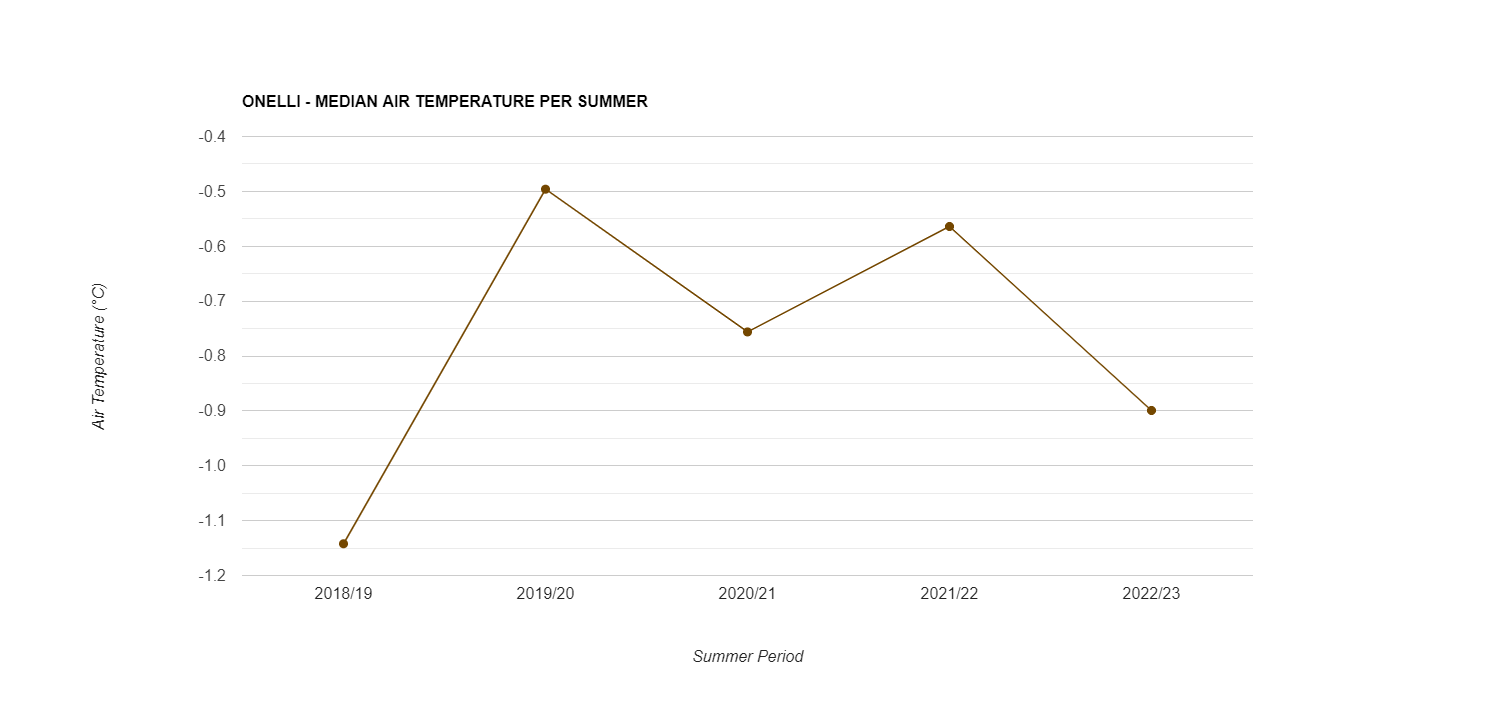 ONELLI - MEDIAN AIR TEMPERATURE PER SUMMER
-0.4
-0.5
-0.6
-0.7
-0.8
-0.9
-1.0
-1.1
-1.2
Air Temperature (°C)
2018/19 2019/20 2020/21 2021/22 2022/23
Summer Period